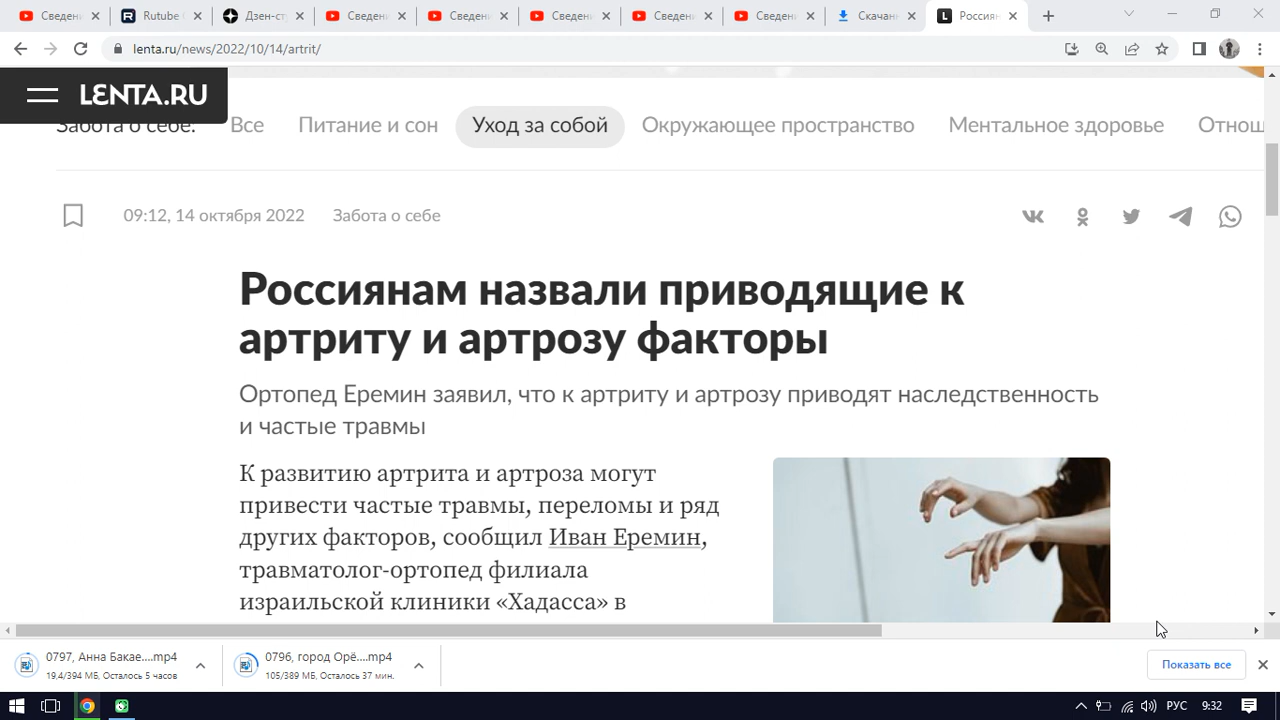 Сведени
Rutube
Дзен-ст
Сведени
Сведени
Сведени
Сведени
Сведени
Скачанн
Россиян
lenta.ru/news/2022/10/14/artrit/
LENTA.RU
Забота о себе: Все Питание и сон Уход за собой Окружающее пространство Ментальное здоровье Отнош
09:12, 14 октября 2022 Забота о себе
Россиянам назвали приводящие к
артриту и артрозу факторы
Ортопед Еремин заявил, что к артриту и артрозу приводят наследственность
и частые травмы
К развитию артрита и артроза могут
привести частые травмы, переломы и ряд
других факторов, сообщил Иван Еремин,
травматолог-ортопед филиала
израильской клиники «Хадасса» в
0797, Анна Бакае....mp4
19.4/394 МБ, Осталось 5 часов
0796, город Орё....mp4
105/389 МБ, Осталось 37 мин.
Показать все
РУС 9:32